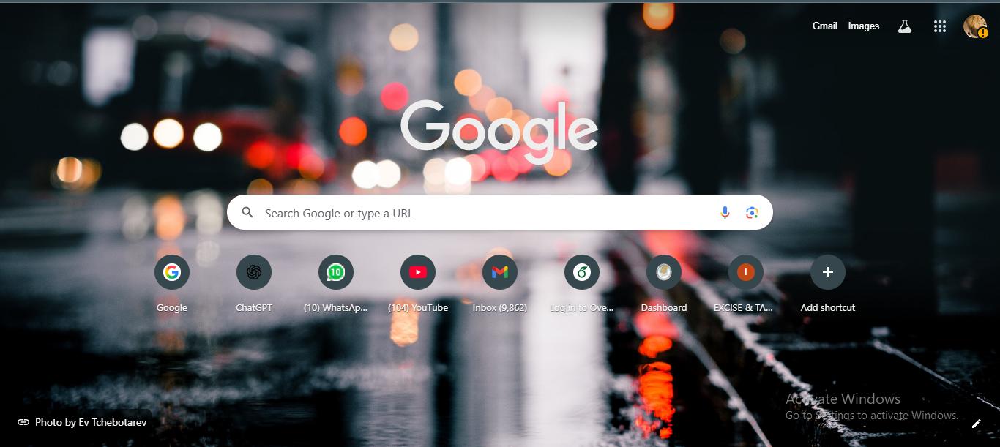 Gmail Images
Google
Search Google or type a URL
10
Google
ChatGPT
(10) WhatsAp...
(104) YouTube
Inbox (9,862)
Log in to Ove...
Dashboard
I
EXCISE & TA...
Add shortcut
Activate Windows
Go to Settings to activate Windows.
Photo by Ev Tchebotarev